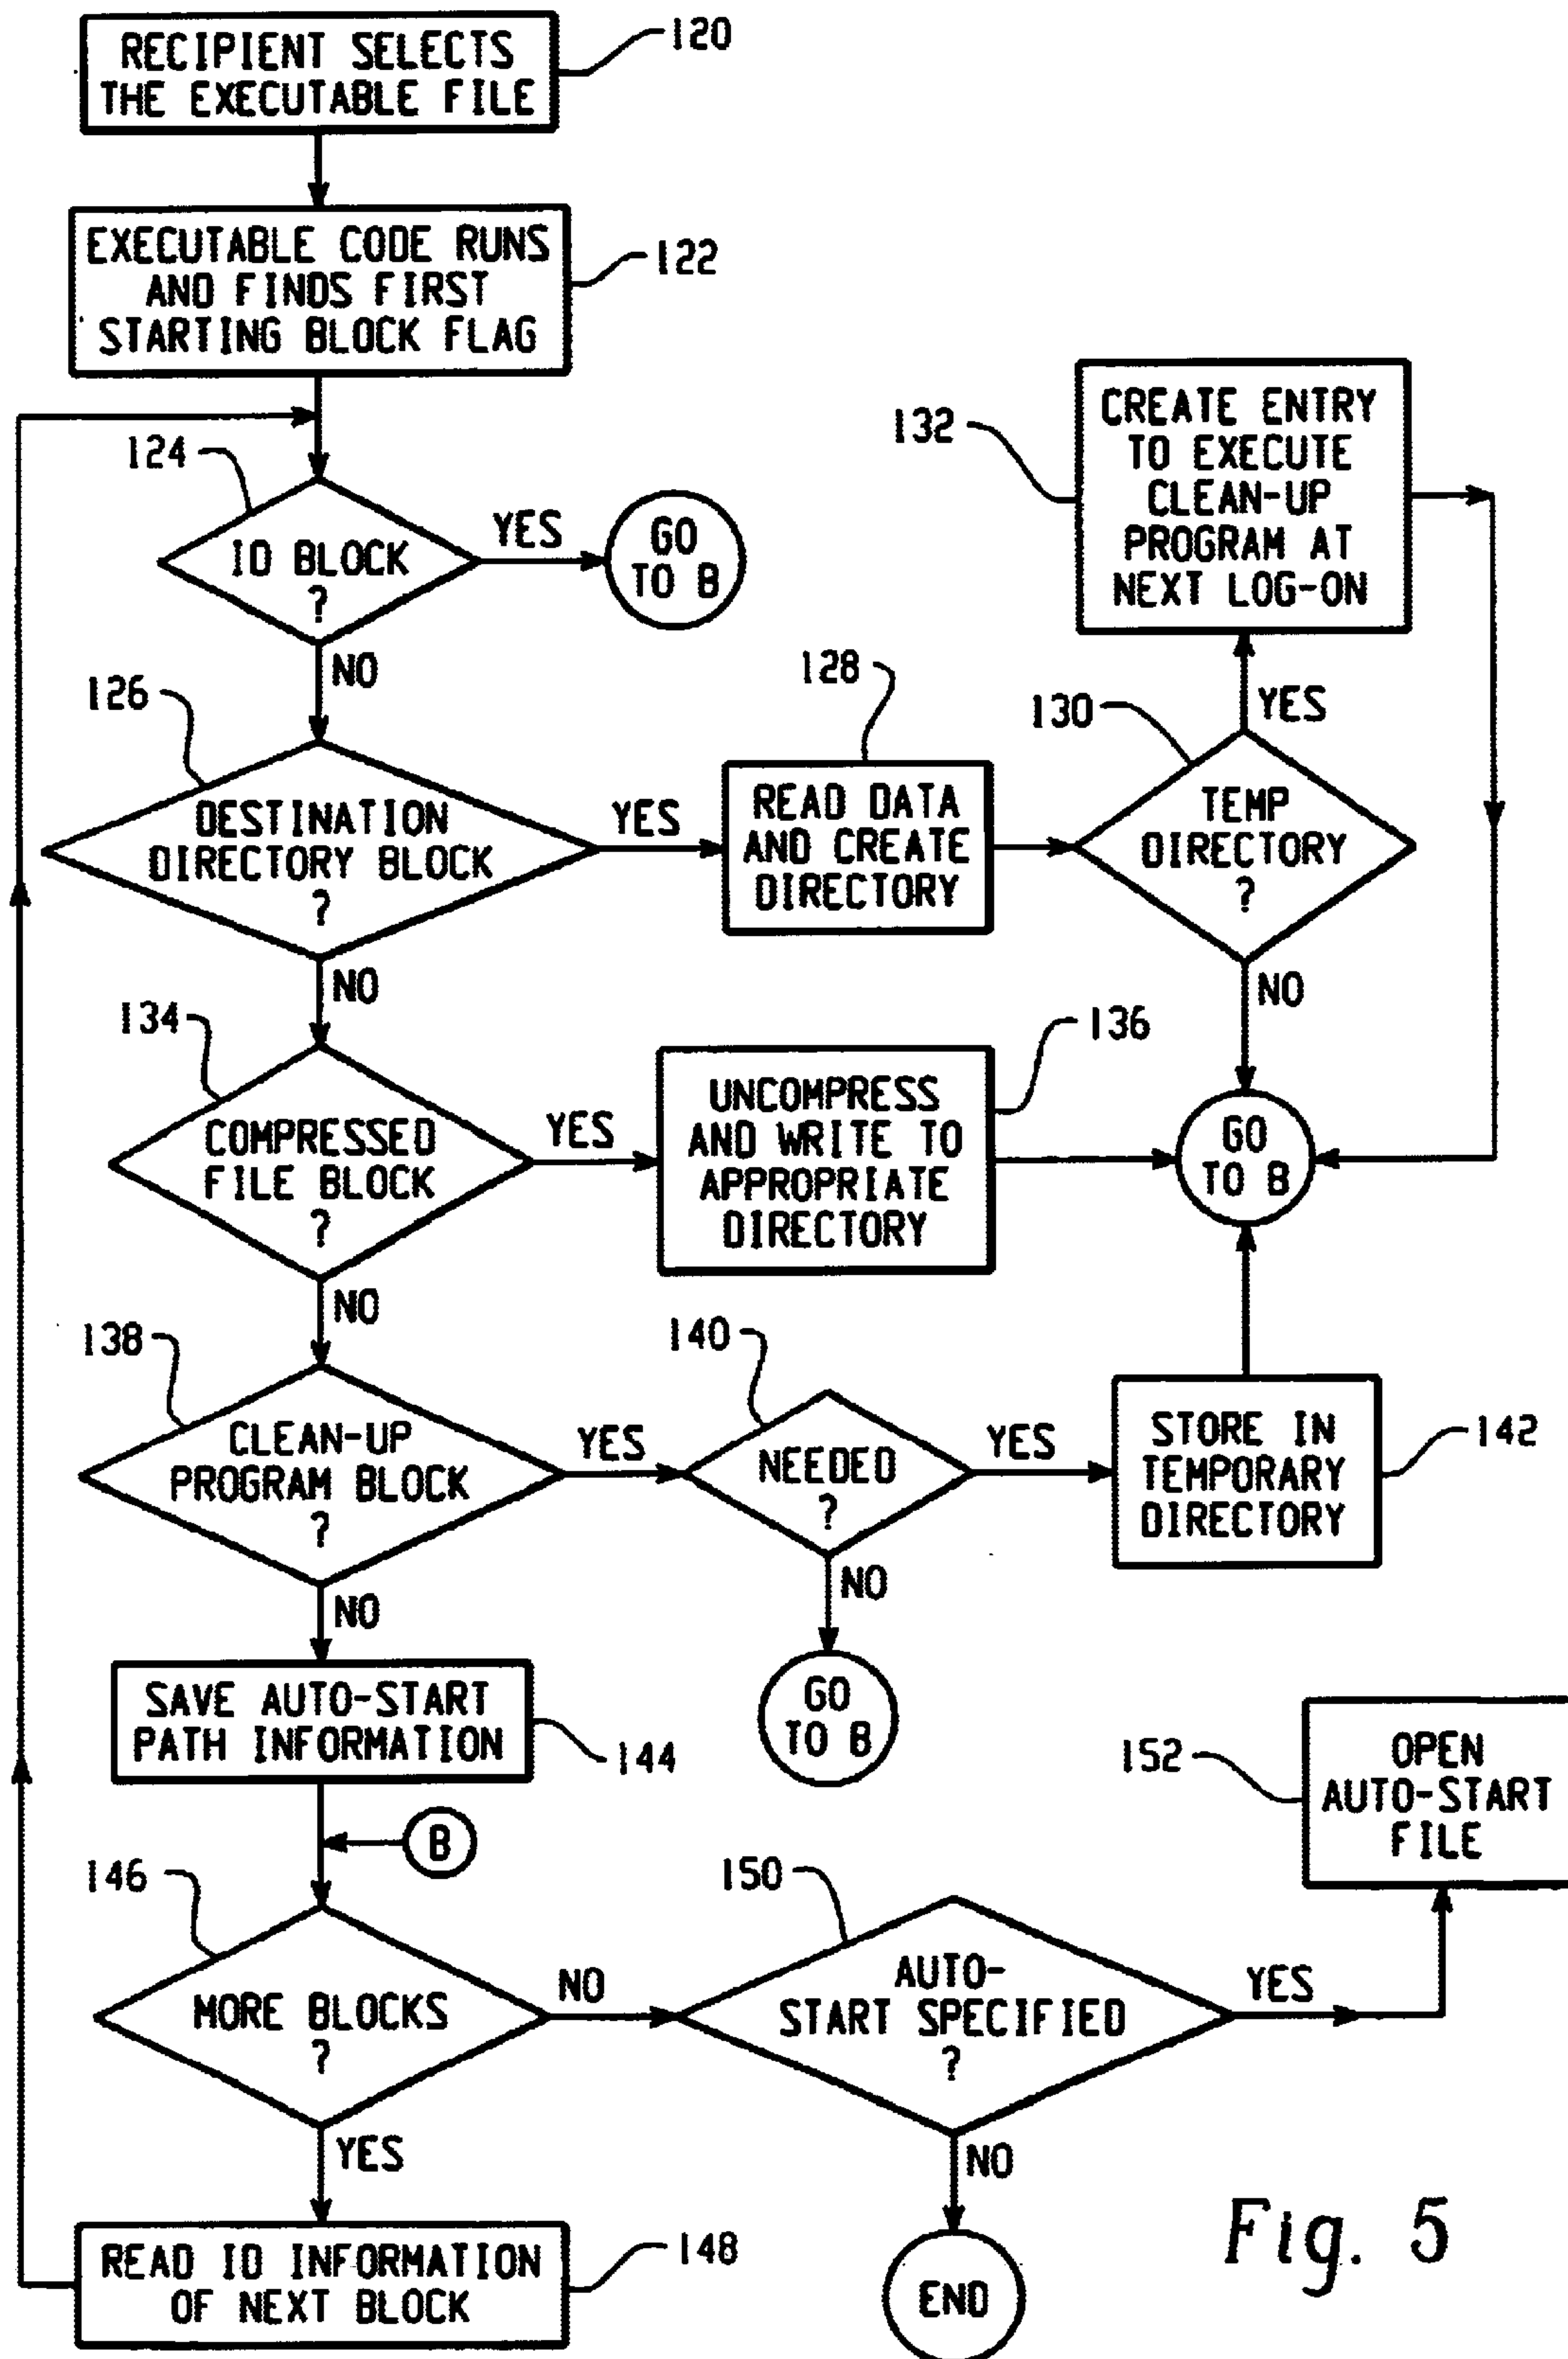 RECIPIENT SELECTS
THE EXECUTABLE FILE
120
EXECUTABLE CODE RUNS
AND FINDS FIRST
STARTING BLOCK FLAG
122
124
ID BLOCK
?
YES
GO
TO B
NO
132
CREATE ENTRY
TO EXECUTE
CLEAN-UP
PROGRAM AT
NEXT LOG-ON
126
DESTINATION
DIRECTORY BLOCK
?
YES
128
READ DATA
AND CREATE
DIRECTORY
130
YES
TEMP
DIRECTORY
?
NO
NO
134
COMPRESSED
FILE BLOCK
?
YES
136
UNCOMPRESS
AND WRITE TO
APPROPRIATE
DIRECTORY
GO
TO B
NO
138
CLEAN-UP
PROGRAM BLOCK
?
YES
140
NEEDED
?
YES
STORE IN
TEMPORARY
DIRECTORY
142
NO
NO
GO
TO B
SAVE AUTO-START
PATH INFORMATION
144
B
152
OPEN
AUTO-START
FILE
146
MORE BLOCKS
?
NO
150
AUTO-
START SPECIFIED
?
YES
YES
NO
READ ID INFORMATION
OF NEXT BLOCK
148
END
Fig. 5